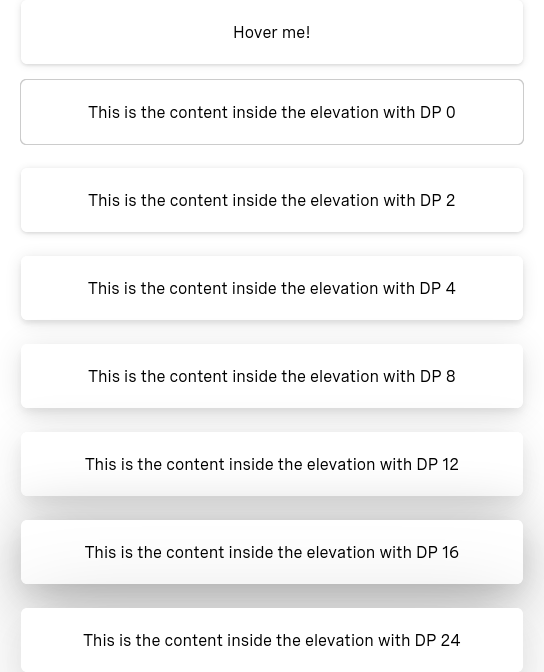 Hover me!
This is the content inside the elevation with DP 0
This is the content inside the elevation with DP 2
This is the content inside the elevation with DP 4
This is the content inside the elevation with DP 8
This is the content inside the elevation with DP 12
This is the content inside the elevation with DP 16
This is the content inside the elevation with DP 24